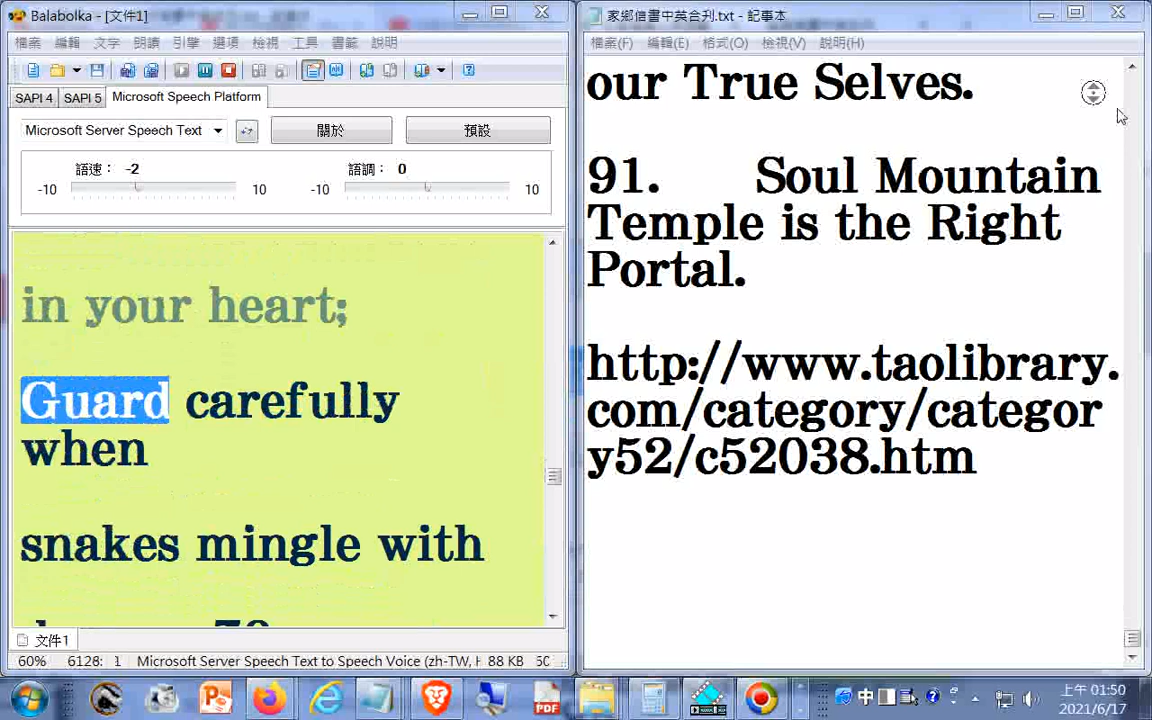 Balabolka - [文件1]
檔案 編輯 文字 朗讀 引擎 選項 檢視 工具 書籤 說明
SAPI 4 SAPI 5 Microsoft Speech Platform
Microsoft Server Speech Text 關於 預設
語速： -2 語調： 0
-10 10 -10 10
in your heart;
Guard carefully
when
snakes mingle with
文件1
60% 6128: 1 Microsoft Server Speech Text to Speech Voice (zh-TW, H 88 KB
家鄉信書中英合刋.txt - 記事本
檔案(F) 編輯(E) 格式(O) 檢視(V) 說明(H)
our True Selves.
91. Soul Mountain
Temple is the Right
Portal.
http://www.taolibrary.
com/category/categor
y52/c52038.htm
中
上午 01:50
2021/6/17